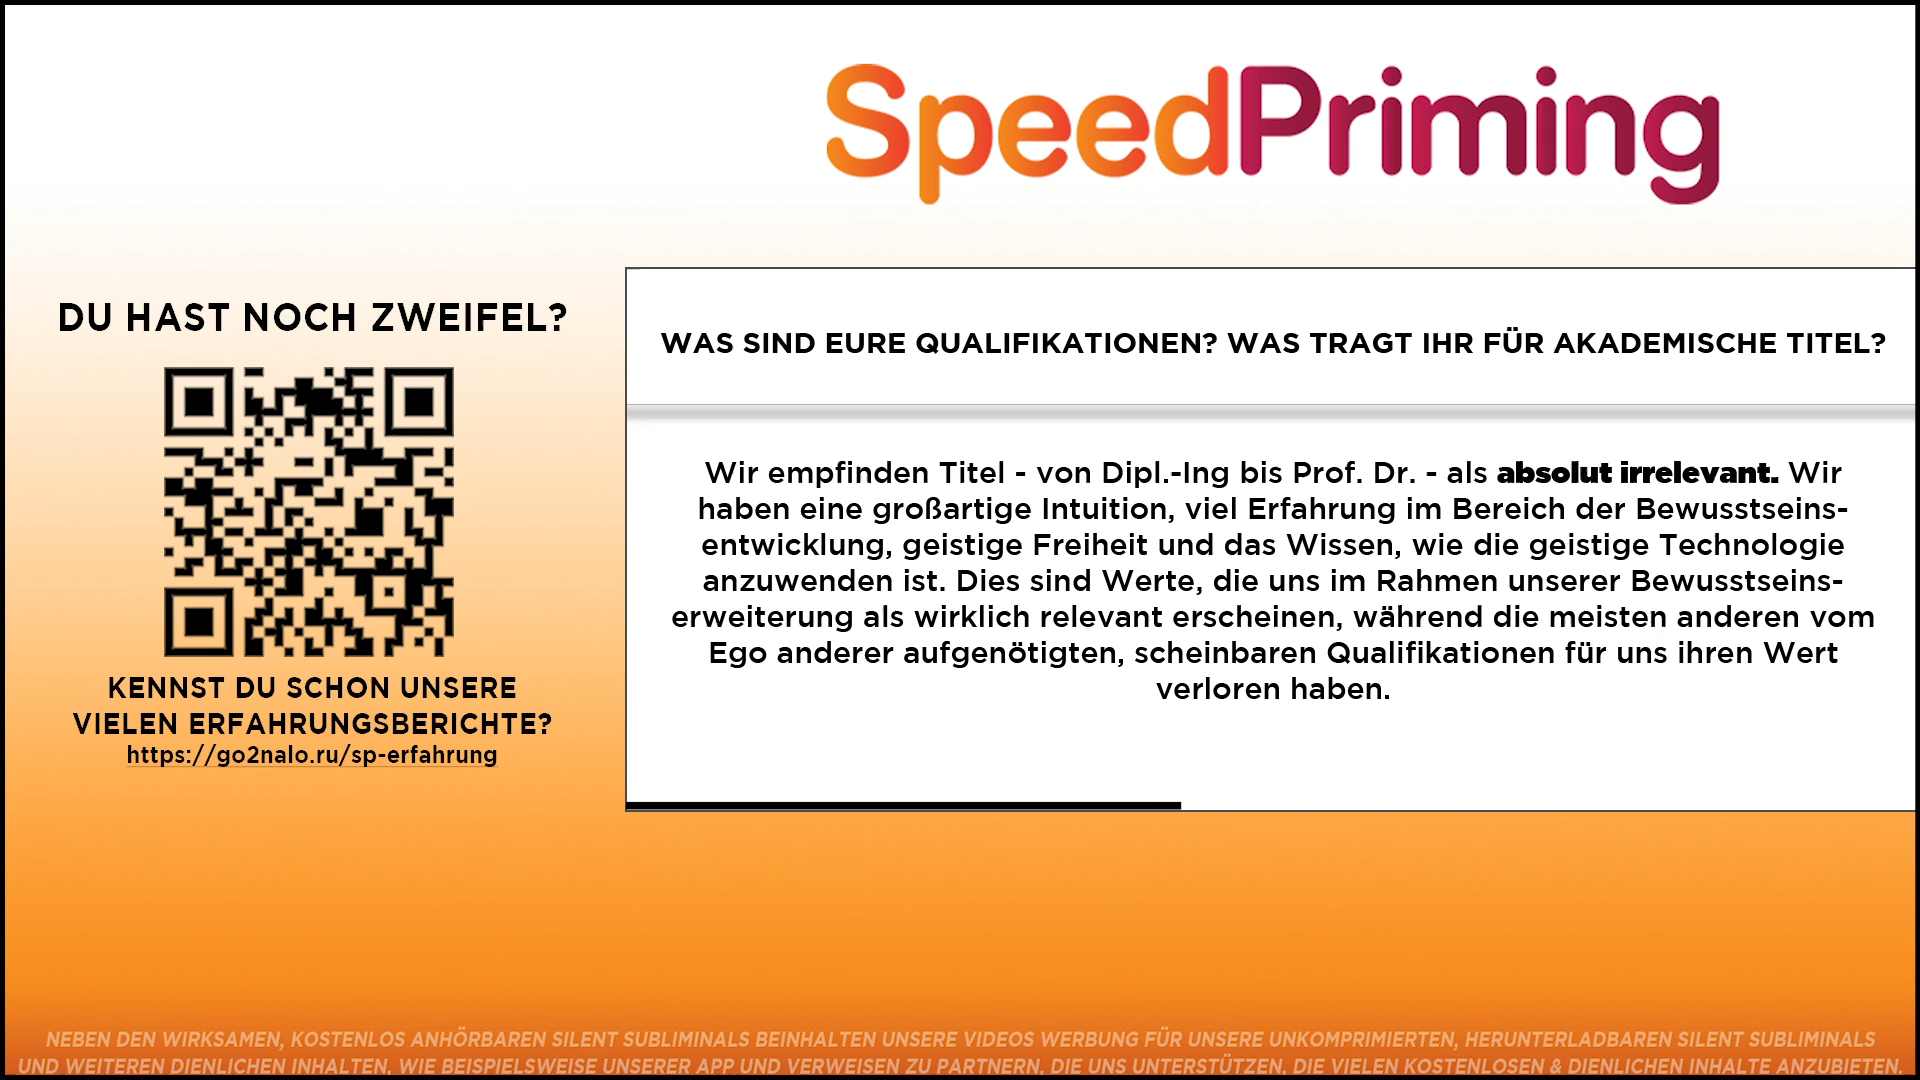 SpeedPriming
DU HAST NOCH ZWEIFEL?
KENNST DU SCHON UNSERE
VIELEN ERFAHRUNGSBERICHTE?
https://go2nalo.ru/sp-erfahrung
WAS SIND EURE QUALIFIKATIONEN? WAS TRAGT IHR FÜR AKADEMISCHE TITEL?
Wir empfinden Titel - von Dipl.-Ing bis Prof. Dr. - als absolut irrelevant. Wir
haben eine großartige Intuition, viel Erfahrung im Bereich der Bewusstseins-
entwicklung, geistige Freiheit und das Wissen, wie die geistige Technologie
anzuwenden ist. Dies sind Werte, die uns im Rahmen unserer Bewusstseins-
erweiterung als wirklich relevant erscheinen, während die meisten anderen vom
Ego anderer aufgenötigten, scheinbaren Qualifikationen für uns ihren Wert
verloren haben.
NEBEN DEN WIRKSAMEN, KOSTENLOS ANHÖRBAREN SILENT SUBLIMINALS BEINHALTEN UNSERE VIDEOS WERBUNG FÜR UNSERE UNKOMPRIMIERTEN, HERUNTERLADBAREN SILENT SUBLIMINALS
UND WEITEREN DIENLICHEN INHALTEN, WIE BEISPIELSWEISE UNSERER APP UND VERWEISEN ZU PARTNERN, DIE UNS UNTERSTÜTZEN, DIE VIELEN KOSTENLOSEN & DIENLICHEN INHALTE ANZUBIETEN.